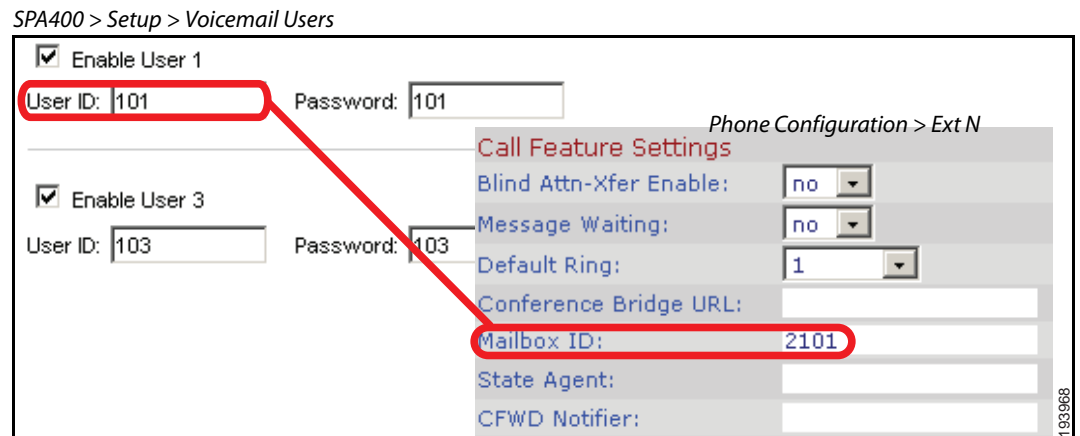 SPA400 > Setup > Voicemail Users
Enable User 1
User ID: 101 Password: 101
Enable User 3
User ID: 103 Password: 103
Phone Configuration > Ext N
Call Feature Settings
Blind Attn-Xfer Enable: no
Message Waiting: no
Default Ring: 1
Conference Bridge URL:
Mailbox ID: 2101
State Agent:
CFWD Notifier:
193968